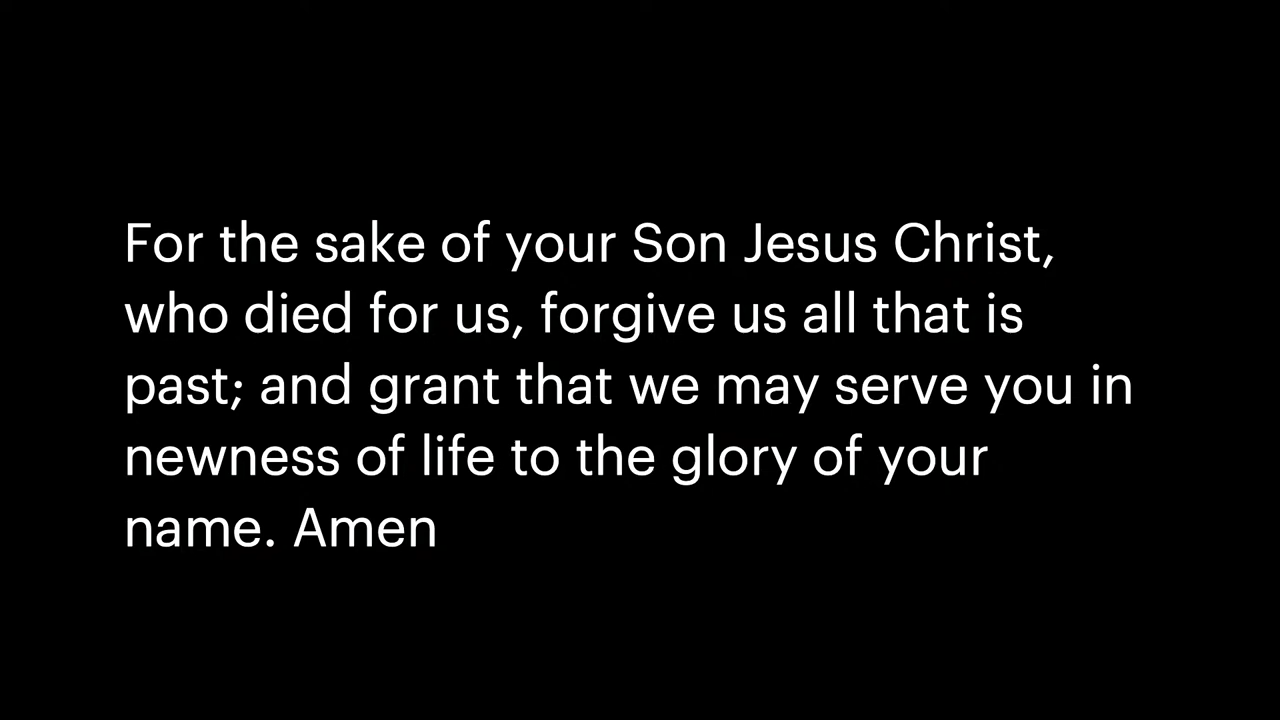 For the sake of your Son Jesus Christ,
who died for us, forgive us all that is
past; and grant that we may serve you in
newness of life to the glory of your
name. Amen